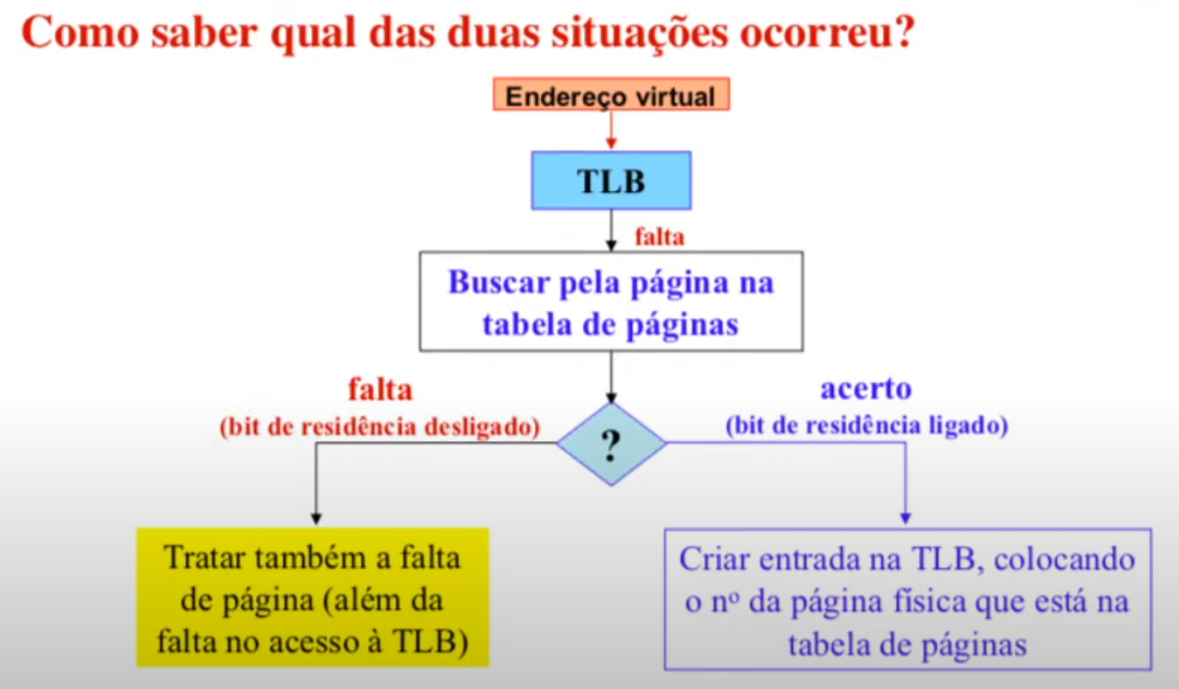 Como saber qual das duas situações ocorreu?
Endereço virtual
TLB
falta
Buscar pela página na
tabela de páginas
falta
(bit de residência desligado)
?
acerto
(bit de residência ligado)
Tratar também a falta
de página (além da
falta no acesso à TLB)
Criar entrada na TLB, colocando
o nº da página física que está na
tabela de páginas